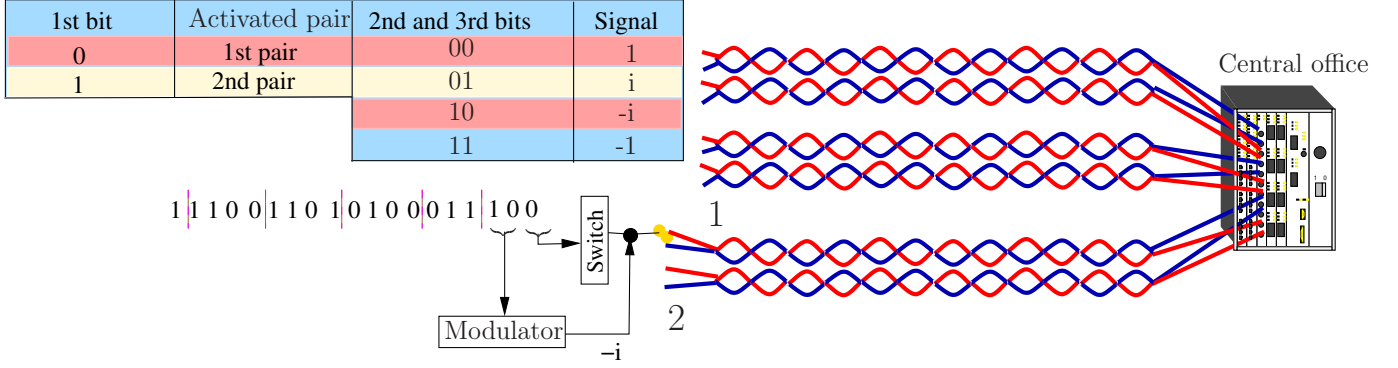 1st bit Activated pair 2nd and 3rd bits Signal
0 1st pair 00 1
1 2nd pair 01 i
10 -i
11 -1
Central office
1 0
1 1 1 0 0 1 1 0 1 0 1 0 0 0 1 1 1 0 0
Switch
1
2
Modulator
–i